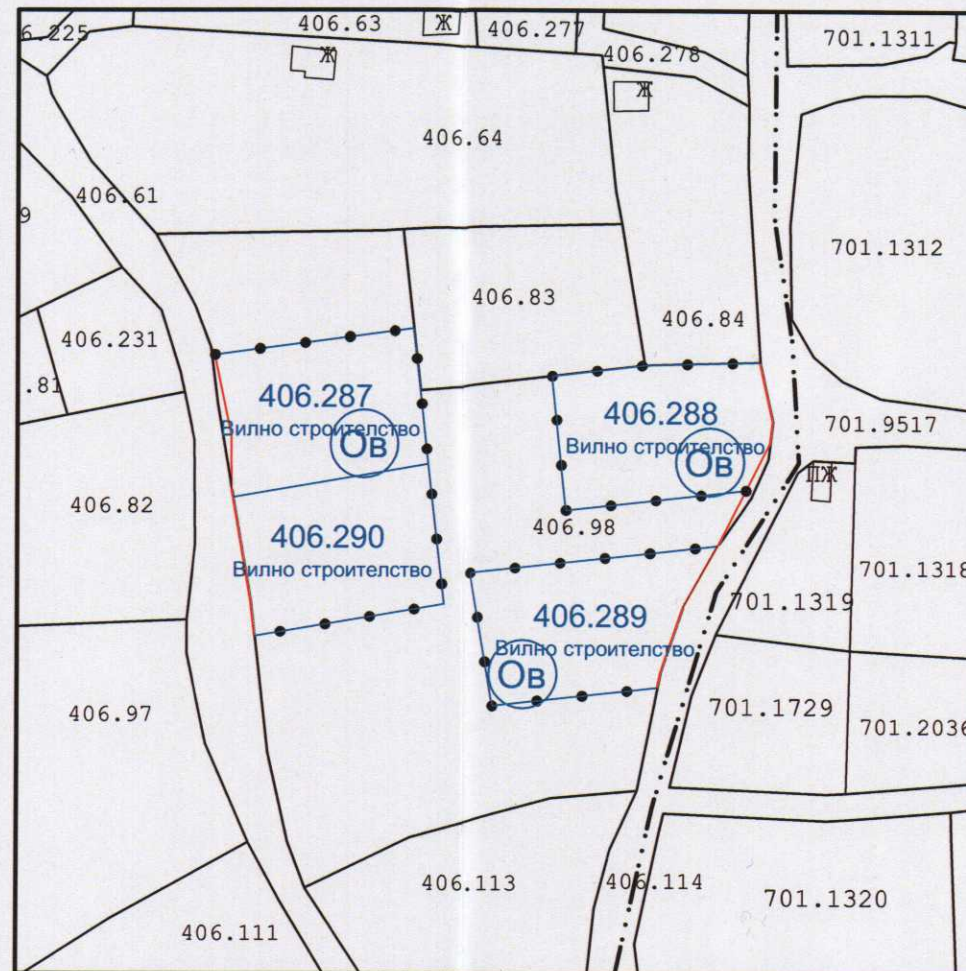 6.225
406.63
Ж
406.277
701.1311
Ж
406.278
Ж
406.64
406.61
9
701.1312
406.83
406.84
406.231
.81
406.287
Вилно строителство
Ов
406.288
Вилно строителство
Ов
701.9517
ПЖ
406.82
406.98
406.290
Вилно строителство
701.1318
701.1319
406.289
Вилно строителство
Ов
406.97
701.1729
701.2036
406.113
406.114
701.1320
406.111